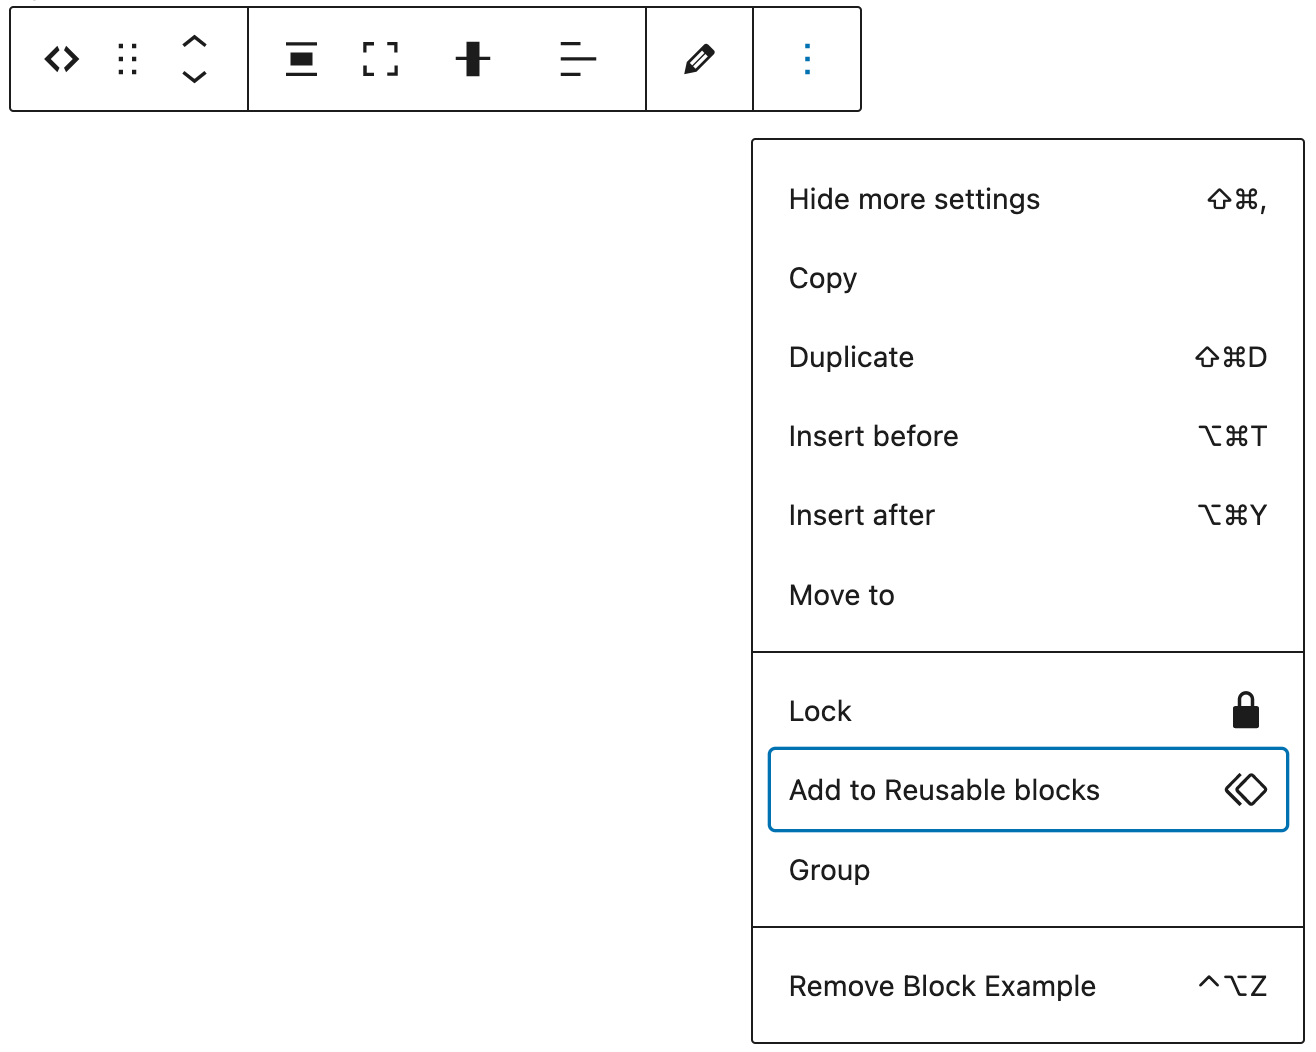 Hide more settings ⇧⌘,
Copy
Duplicate ⇧⌘D
Insert before ⌥⌘T
Insert after ⌥⌘Y
Move to
Lock
Add to Reusable blocks
Group
Remove Block Example ^⌥Z